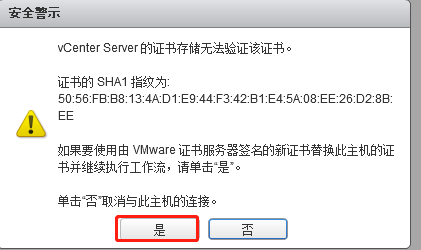 安全警示
vCenter Server 的证书存储无法验证该证书。
证书的 SHA1 指纹为:
50:56:FB:B8:13:4A:D1:E9:44:F3:42:B1:E4:5A:08:EE:26:D2:8B:
EE
如果要使用由 VMware 证书服务器签名的新证书替换此主机的证
书并继续执行工作流，请单击“是”。
单击“否”取消与此主机的连接。
是
否